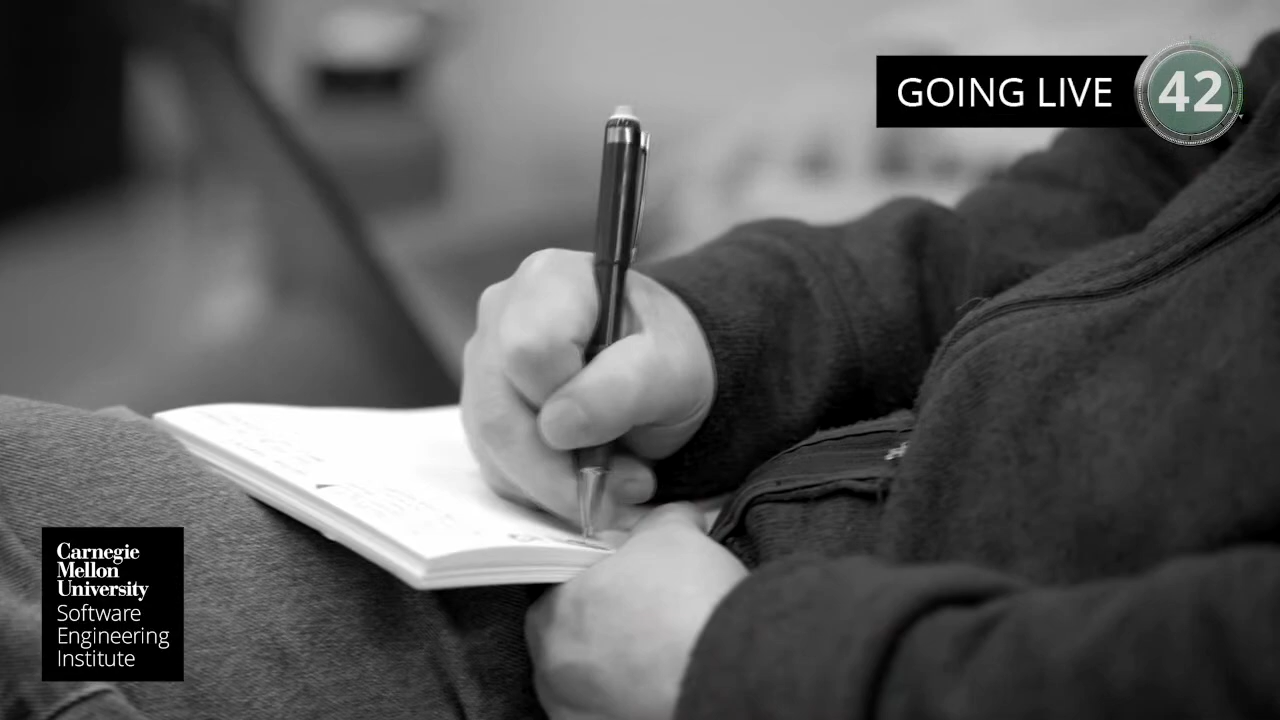 GOING LIVE 42
Carnegie
Mellon
University
Software
Engineering
Institute